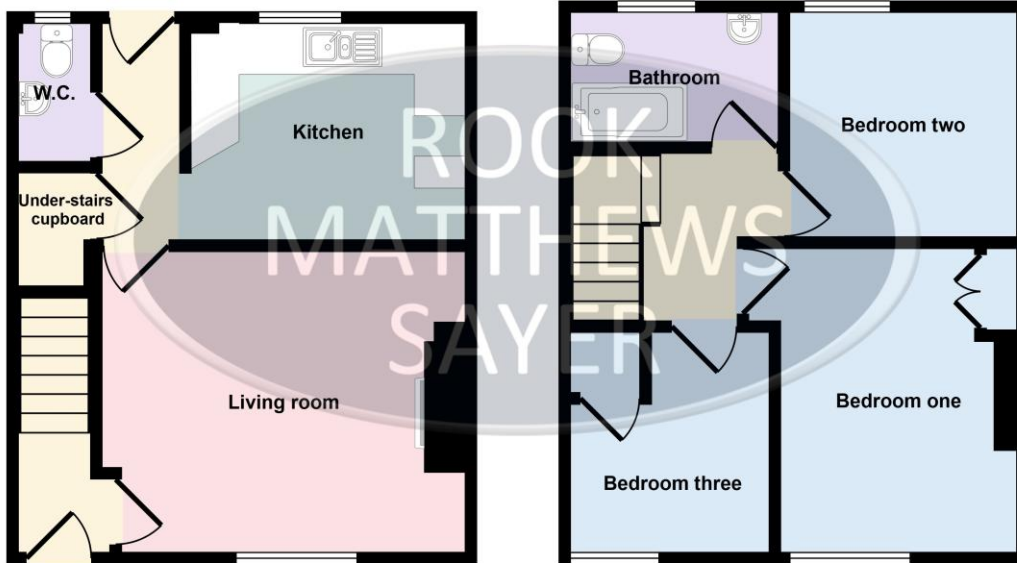 W.C.
Under-stairs
cupboard
Kitchen
Living room
Bathroom
Bedroom two
Bedroom one
Bedroom three
ROOK
MATTHEWS
SAYER